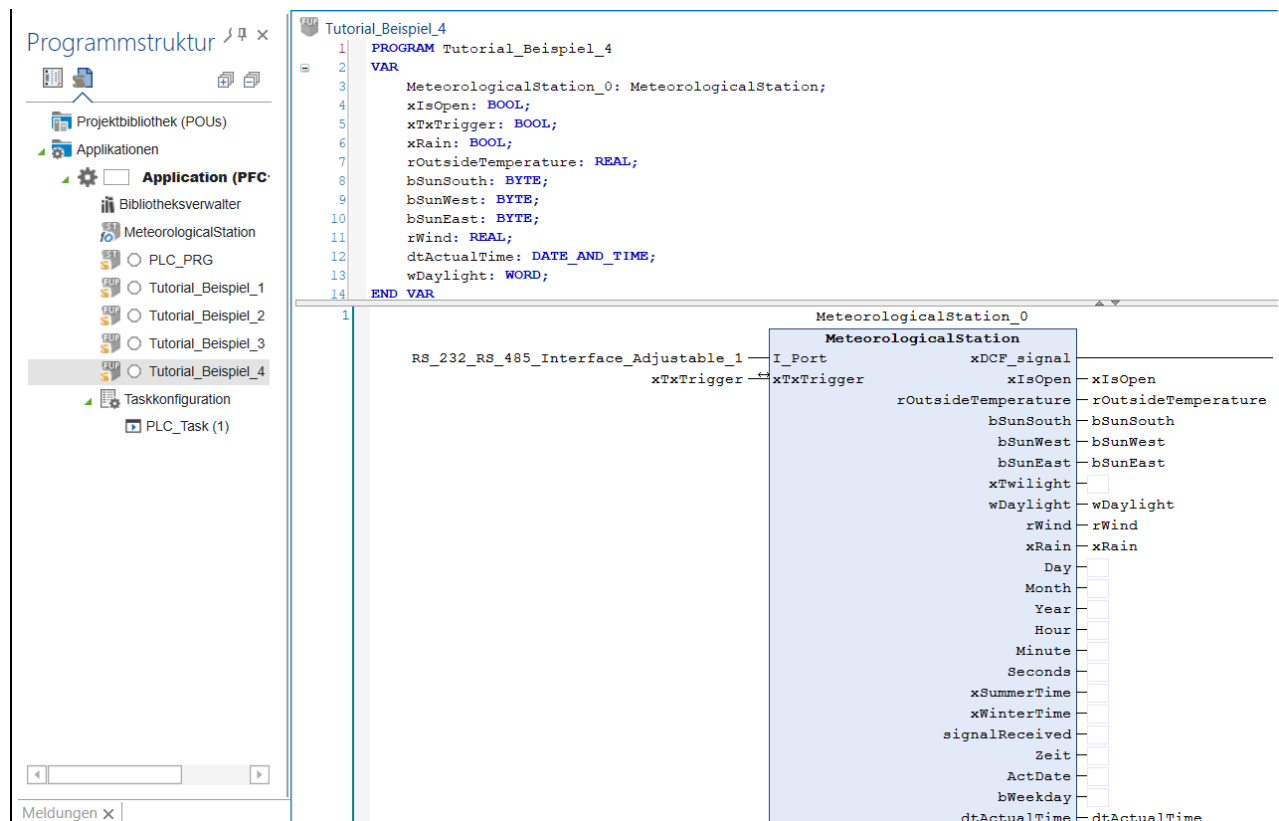 Programmstruktur
Projektbibliothek (POUs)
Applikationen
Application (PFC
Bibliotheksverwalter
MeteorologicalStation
PLC_PRG
Tutorial_Beispiel_1
Tutorial_Beispiel_2
Tutorial_Beispiel_3
Tutorial_Beispiel_4
Taskkonfiguration
PLC_Task (1)
Meldungen
Tutorial_Beispiel_4
1 PROGRAM Tutorial_Beispiel_4
2 VAR
3 MeteorologicalStation_0: MeteorologicalStation;
4 xIsOpen: BOOL;
5 xTxTrigger: BOOL;
6 xRain: BOOL;
7 rOutsideTemperature: REAL;
8 bSunSouth: BYTE;
9 bSunWest: BYTE;
10 bSunEast: BYTE;
11 rWind: REAL;
12 dtActualTime: DATE_AND_TIME;
13 wDaylight: WORD;
14 END_VAR
1 MeteorologicalStation_0
MeteorologicalStation
RS_232_RS_485_Interface_Adjustable_1 I_Port xDCF_signal
xTxTrigger xTxTrigger xIsOpen xIsOpen
rOutsideTemperature rOutsideTemperature
bSunSouth bSunSouth
bSunWest bSunWest
bSunEast bSunEast
xTwilight
wDaylight wDaylight
rWind rWind
xRain xRain
Day
Month
Year
Hour
Minute
Seconds
xSummerTime
xWinterTime
signalReceived
Zeit
ActDate
bWeekday
dtActualTime dtActualTime